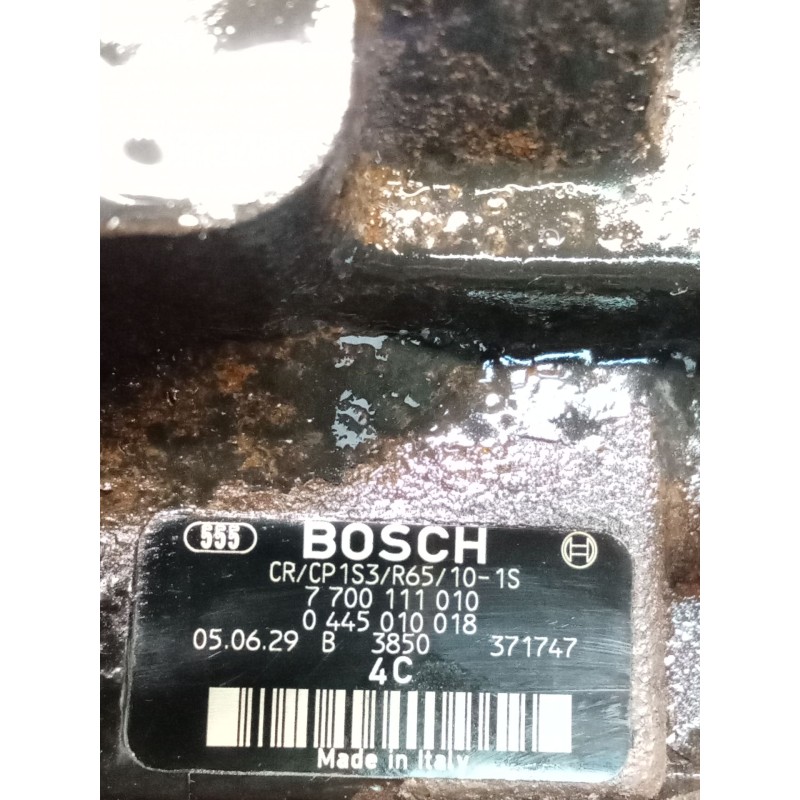 555 BOSCH
CR/CP1S3/R65/10-1S
7 700 111 010
0 445 010 018
05.06.29 B 3850 371747
4C
Made in Italy